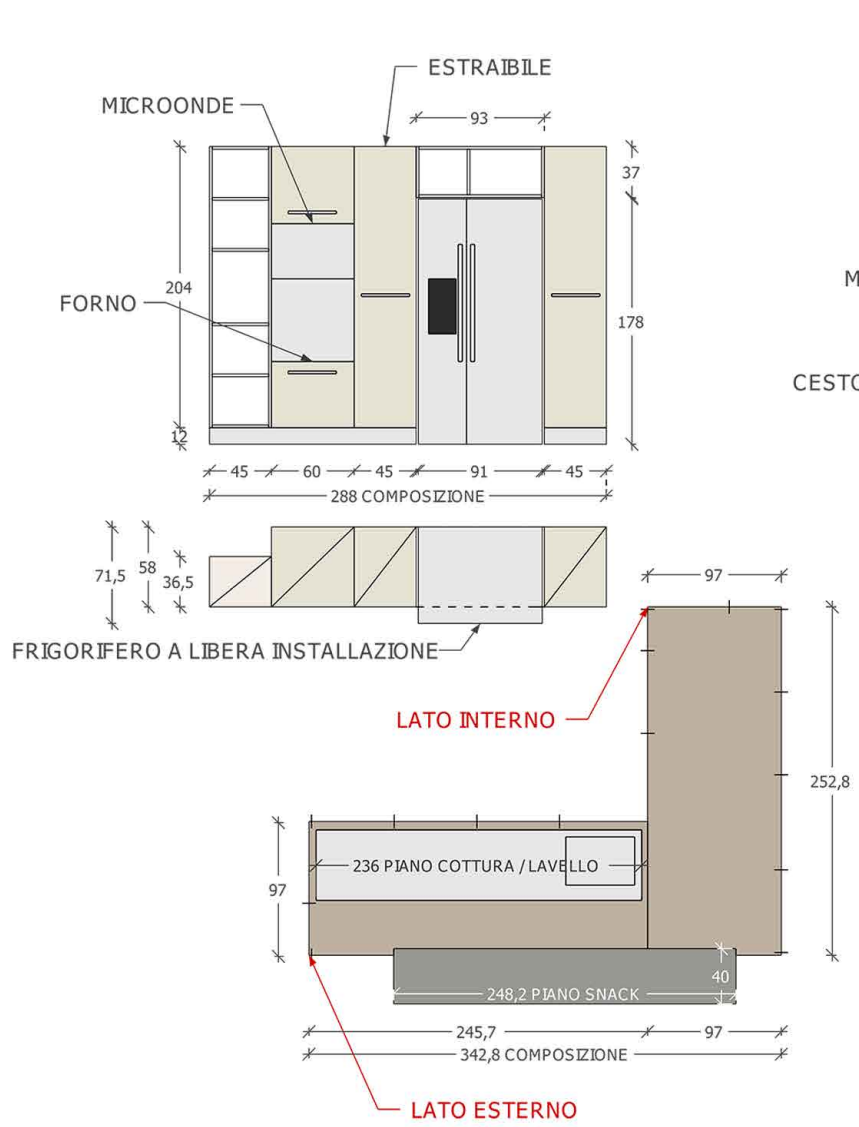 ESTRAIBILE
MICROONDE
93
37
M
204
FORNO
178
CESTO
12
45 60 45 91 45
288 COMPOSIZIONE
71,5 58 36,5
97
FRIGORIFERO A LIBERA INSTALLAZIONE
LATO INTERNO
252,8
236 PIANO COTTURA / LAVELLO
97
40
248,2 PIANO SNACK
245,7 97
342,8 COMPOSIZIONE
LATO ESTERNO